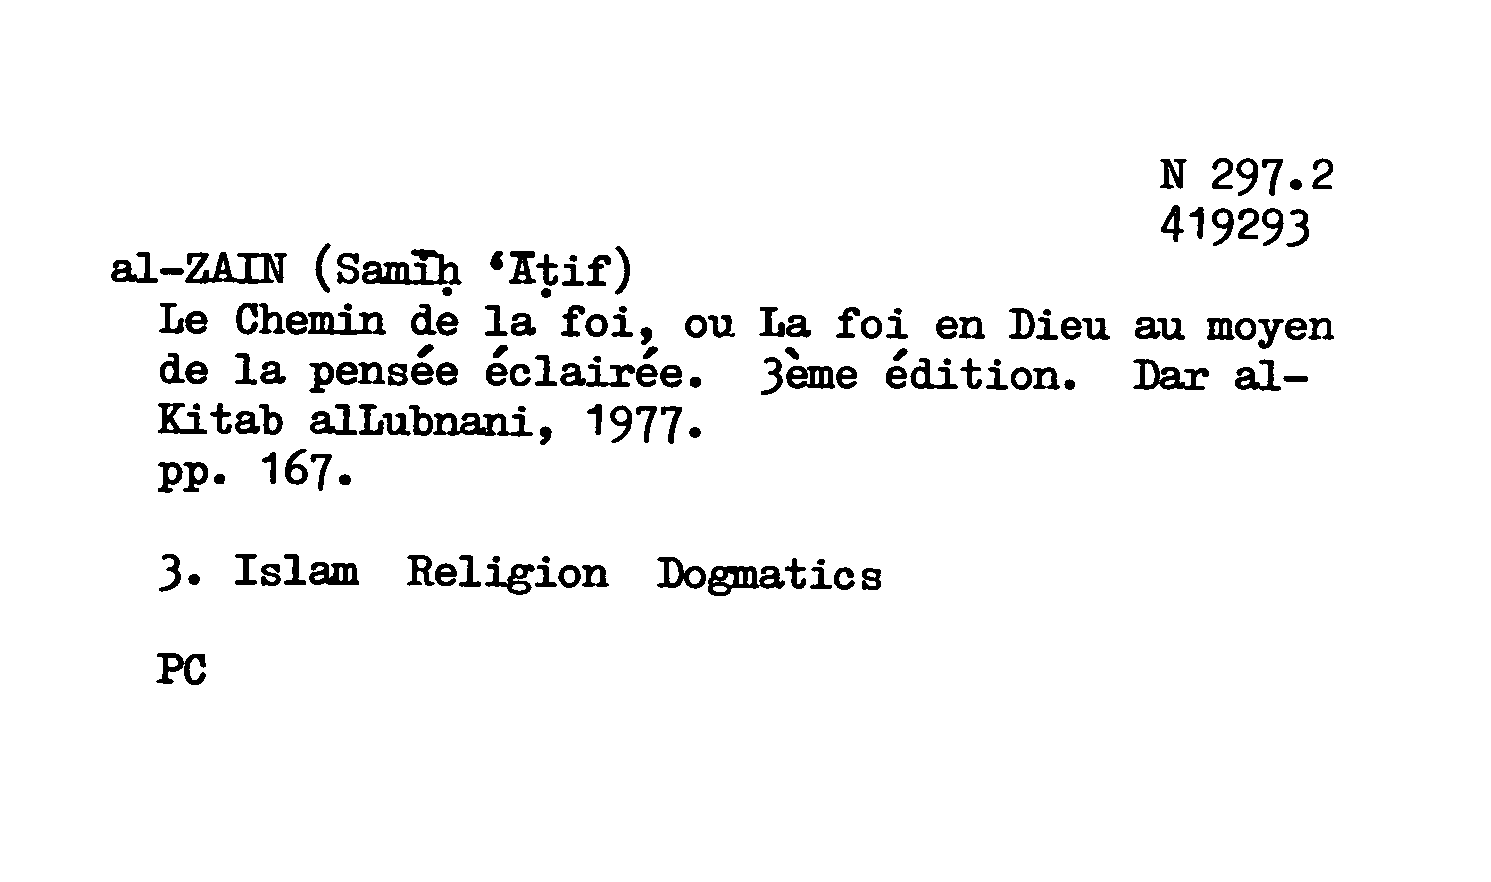 N 297.2
419293
al-ZAIN (Samīḥ ‘Āṭif)
Le Chemin de la foi, ou La foi en Dieu au moyen
de la pensée éclairée. 3ème édition. Dar al-
Kitab alLubnani, 1977.
pp. 167.
3. Islam Religion Dogmatics
PC